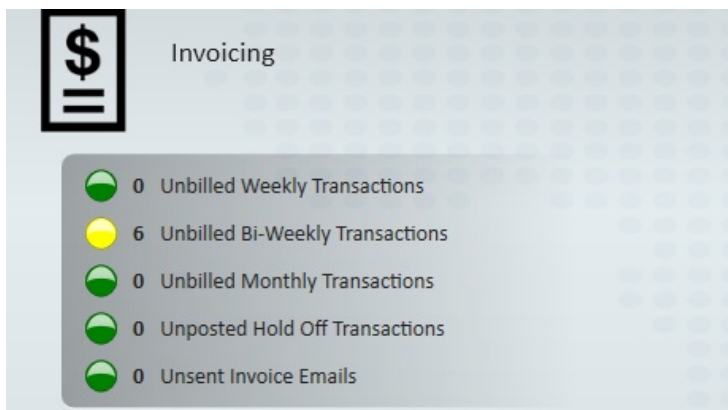 $
Invoicing
0 Unbilled Weekly Transactions
6 Unbilled Bi-Weekly Transactions
0 Unbilled Monthly Transactions
0 Unposted Hold Off Transactions
0 Unsent Invoice Emails